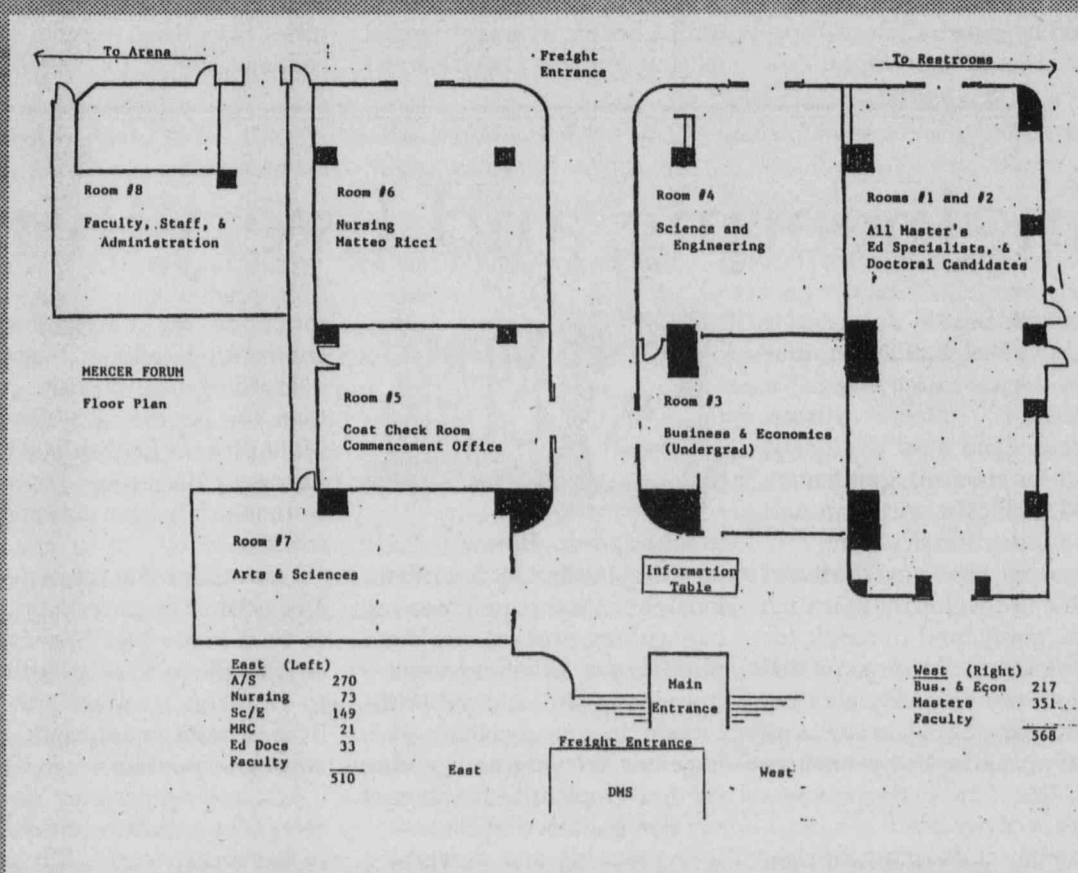 To Arena
Freight
Entrance
To Restrooms
Room #8
Faculty, Staff, &
Administration
Room #6
Nursing
Matteo Ricci
Room #4
Science and
Engineering
Rooms #1 and #2
All Master's
Ed Specialists, &
Doctoral Candidates
MERCER FORUM
Floor Plan
Room #5
Coat Check Room
Commencement Office
Room #3
Business & Economics
(Undergrad)
Room #7
Arts & Sciences
Information
Table
East (Left)
A/S 270
Nursing 73
Sc/E 149
MRC 21
Ed Docs 33
Faculty
510
Main
Entrance
West (Right)
Bus. & Econ 217
Masters 351
Faculty
568
Freight Entrance
East
West
DMS